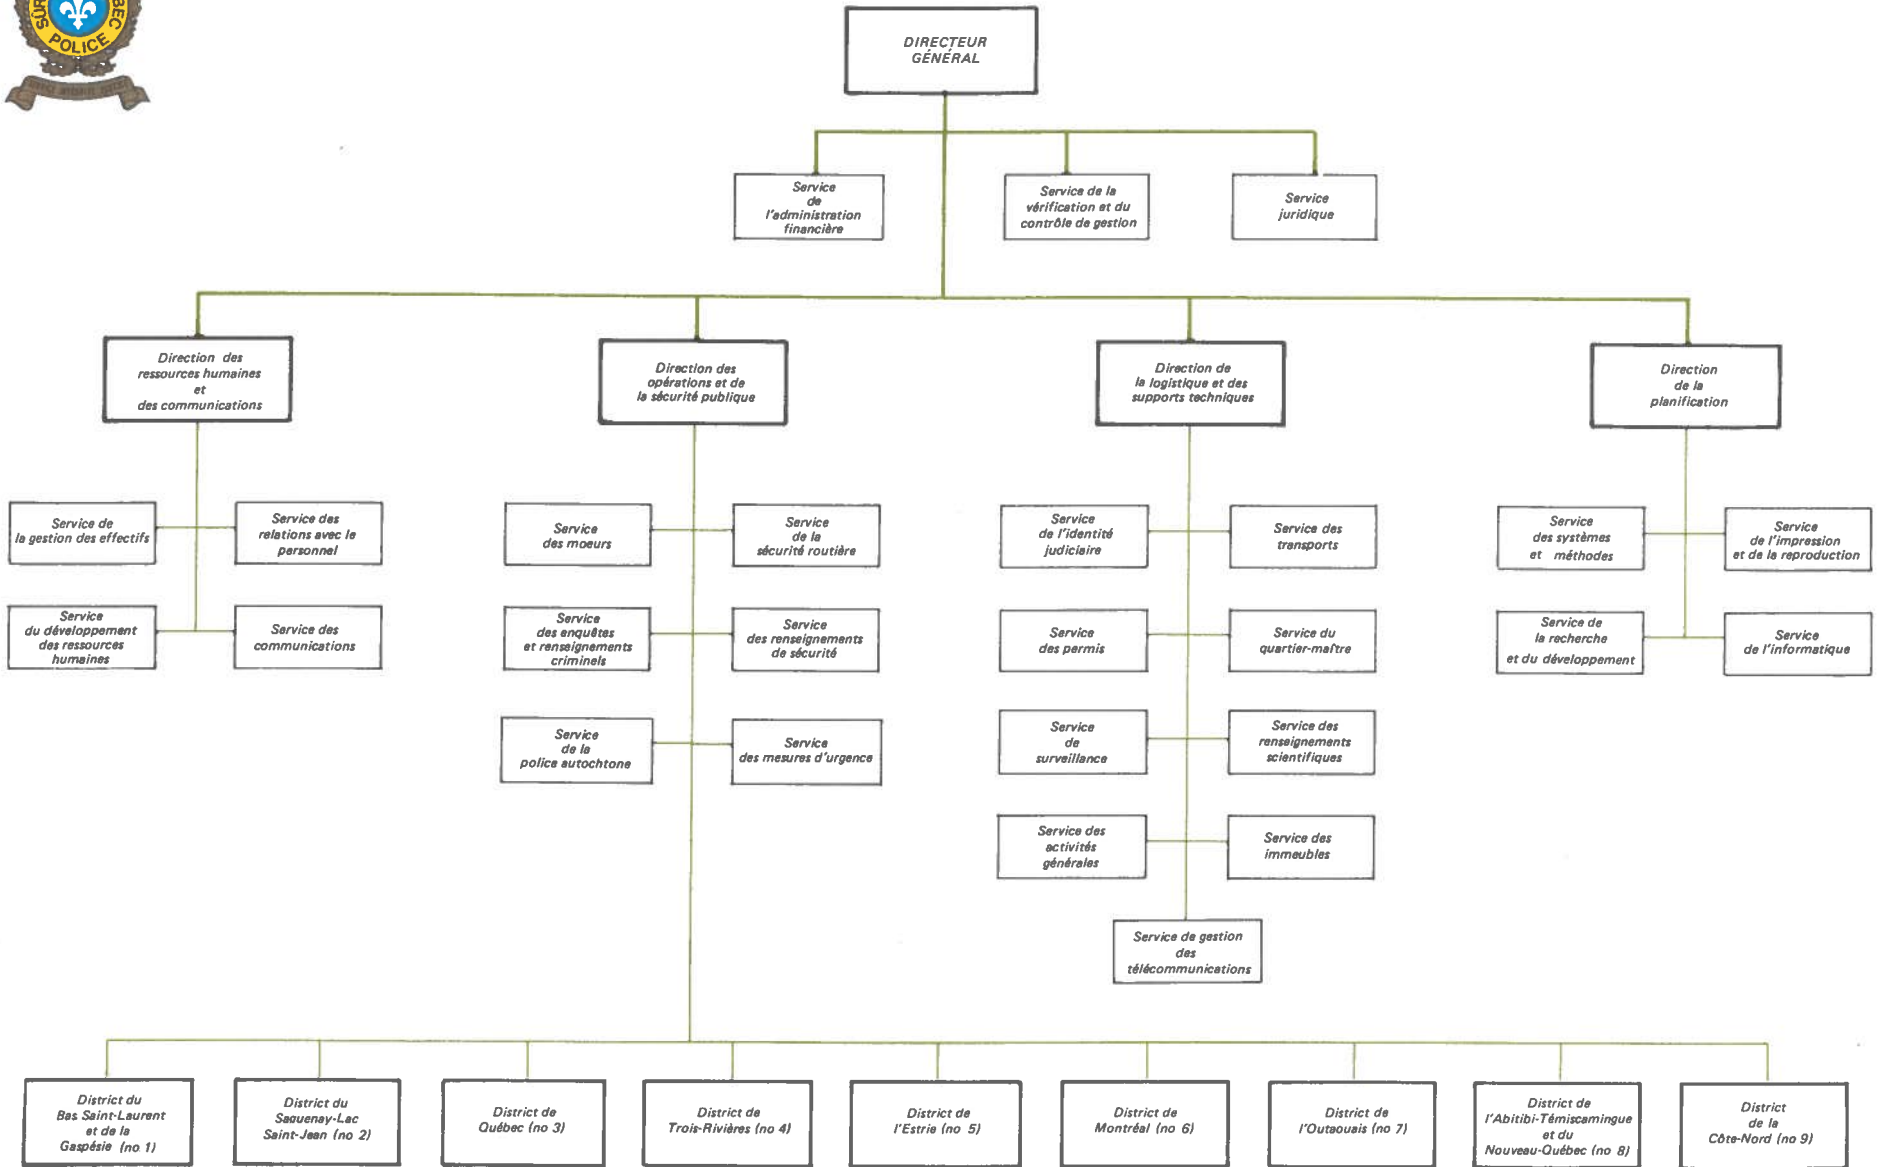 POLICE
DIRECTEUR
GÉNÉRAL
Service
de
l'administration
financière
Service de la
vérification et du
contrôle de gestion
Service
juridique
Direction des
ressources humaines
et
des communications
Direction des
opérations et de
la sécurité publique
Direction de
la logistique et des
supports techniques
Direction
de la
planification
Service de
la gestion des effectifs
Service des
relations avec le
personnel
Service
des moeurs
Service
de la
sécurité routière
Service
de l'identité
judiciaire
Service des
transports
Service
des systèmes
et méthodes
Service
de l'impression
et de la reproduction
Service
du développement
des ressources
humaines
Service des
communications
Service
des enquêtes
et renseignements
criminels
Service
des renseignements
de sécurité
Service
des permis
Service du
quartier-maître
Service de
la recherche
et du développement
Service
de l'informatique
Service
de la
police autochtone
Service
des mesures d'urgence
Service
de
surveillance
Service des
renseignements
scientifiques
Service des
activités
générales
Service des
immeubles
Service de gestion
des
télécommunications
District du
Bas Saint-Laurent
et de la
Gaspésie (no 1)
District du
Saguenay-Lac
Saint-Jean (no 2)
District de
Québec (no 3)
District de
Trois-Rivières (no 4)
District de
l'Estrie (no 5)
District de
Montréal (no 6)
District de
l'Outaouais (no 7)
District de
l'Abitibi-Témiscamingue
et du
Nouveau-Québec (no 8)
District
de la
Côte-Nord (no 9)